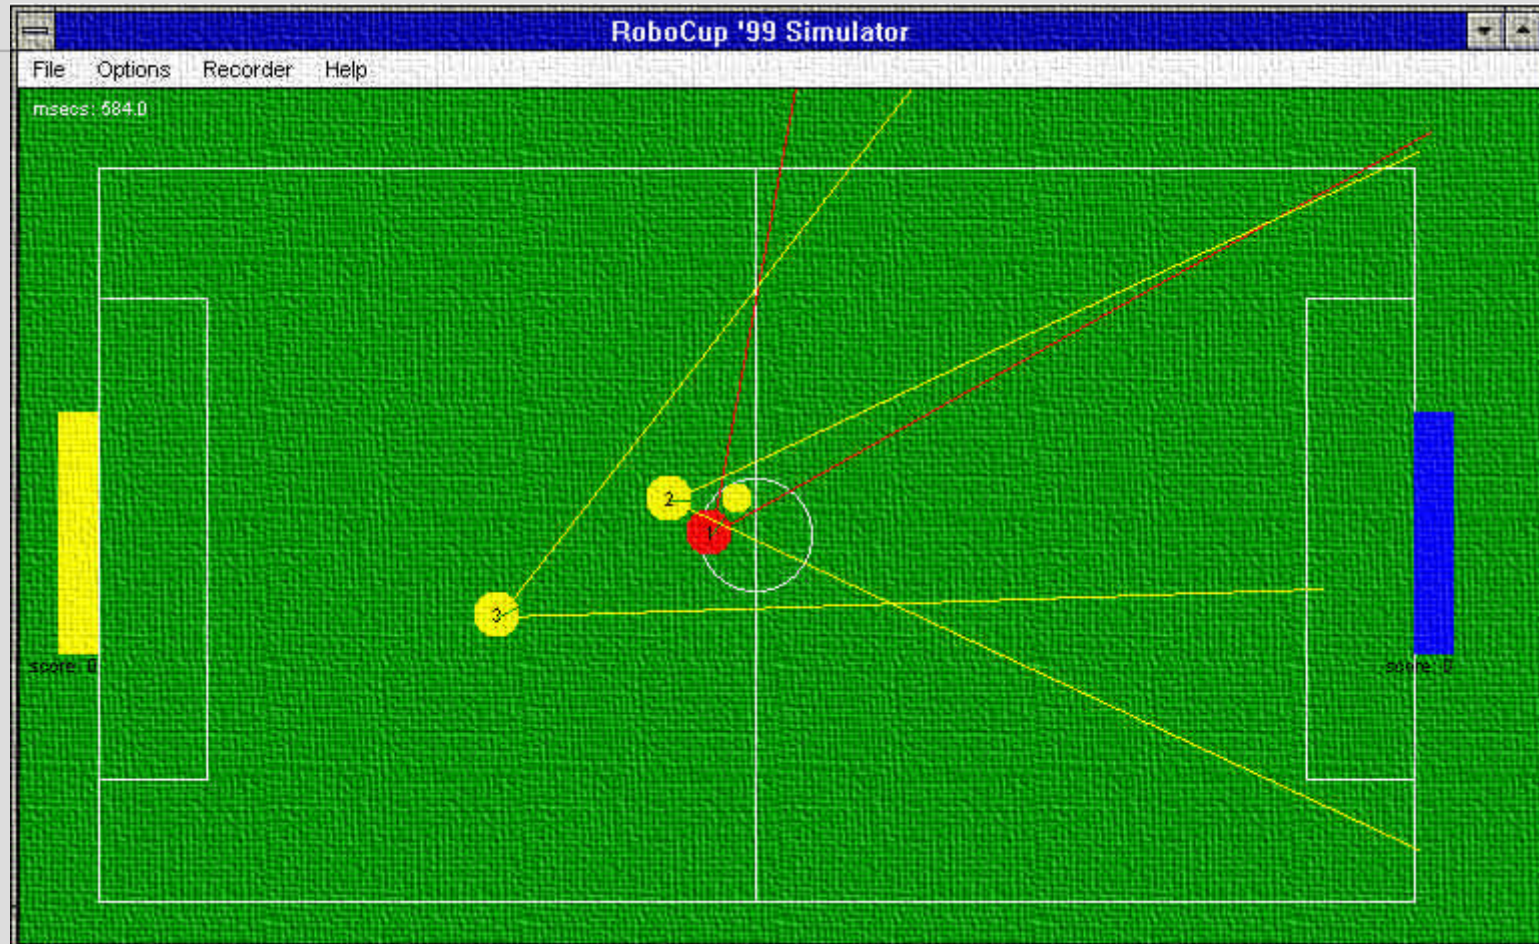 RoboCup '99 Simulator
File Options Recorder Help
msecs: 584.0
2
1
3
score: 0 score: 0